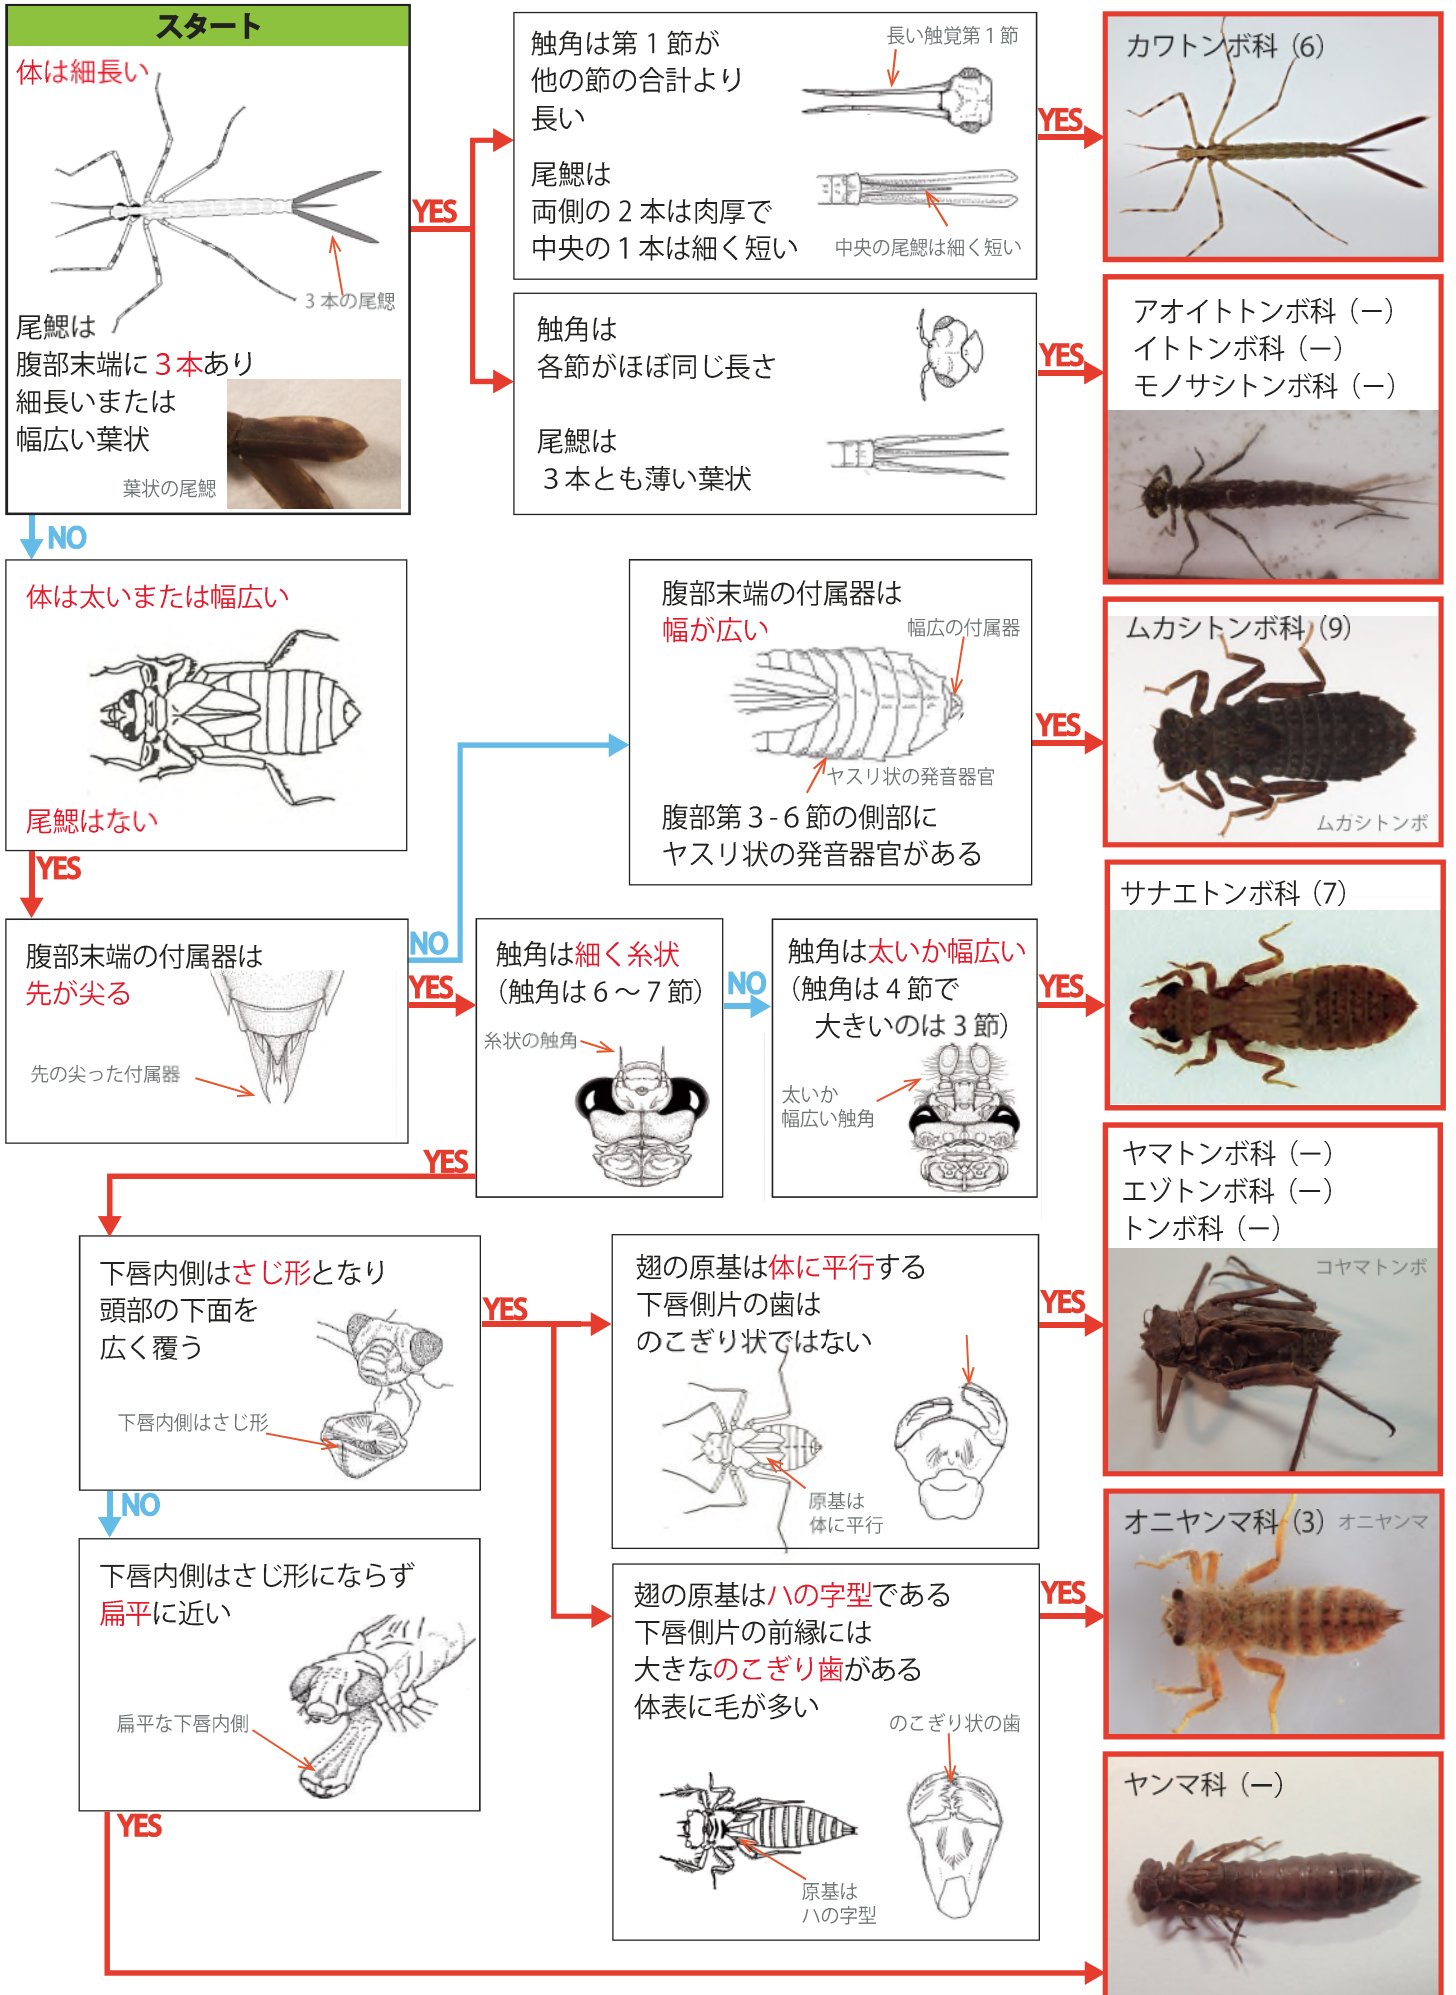 スタート
体は細長い
3本の尾鰓
尾鰓は
腹部末端に３本あり
細長いまたは
幅広い葉状
葉状の尾鰓
YES
触角は第１節が
他の節の合計より
長い
長い触覚第１節
尾鰓は
両側の２本は肉厚で
中央の１本は細く短い
中央の尾鰓は細く短い
YES
カワトンボ科（6）
触角は
各節がほぼ同じ長さ
尾鰓は
３本とも薄い葉状
YES
アオイトトンボ科（ー）
イトトンボ科（ー）
モノサシトンボ科（ー）
NO
体は太いまたは幅広い
尾鰓はない
腹部末端の付属器は
幅が広い
幅広の付属器
ヤスリ状の発音器官
腹部第３-６節の側部に
ヤスリ状の発音器官がある
YES
ムカシトンボ科（9）
ムカシトンボ
YES
腹部末端の付属器は
先が尖る
先の尖った付属器
NO
YES
触角は細く糸状
（触角は６〜７節）
糸状の触角
NO
触角は太いか幅広い
（触角は４節で
大きいのは３節）
太いか
幅広い触角
YES
サナエトンボ科（7）
YES
下唇内側はさじ形となり
頭部の下面を
広く覆う
下唇内側はさじ形
YES
翅の原基は体に平行する
下唇側片の歯は
のこぎり状ではない
原基は
体に平行
YES
ヤマトンボ科（ー）
エゾトンボ科（ー）
トンボ科（ー）
コヤマトンボ
NO
下唇内側はさじ形にならず
扁平に近い
扁平な下唇内側
翅の原基はハの字型である
下唇側片の前縁には
大きなのこぎり歯がある
体表に毛が多い
のこぎり状の歯
原基は
ハの字型
YES
オニヤンマ科（3）
オニヤンマ
YES
ヤンマ科（ー）